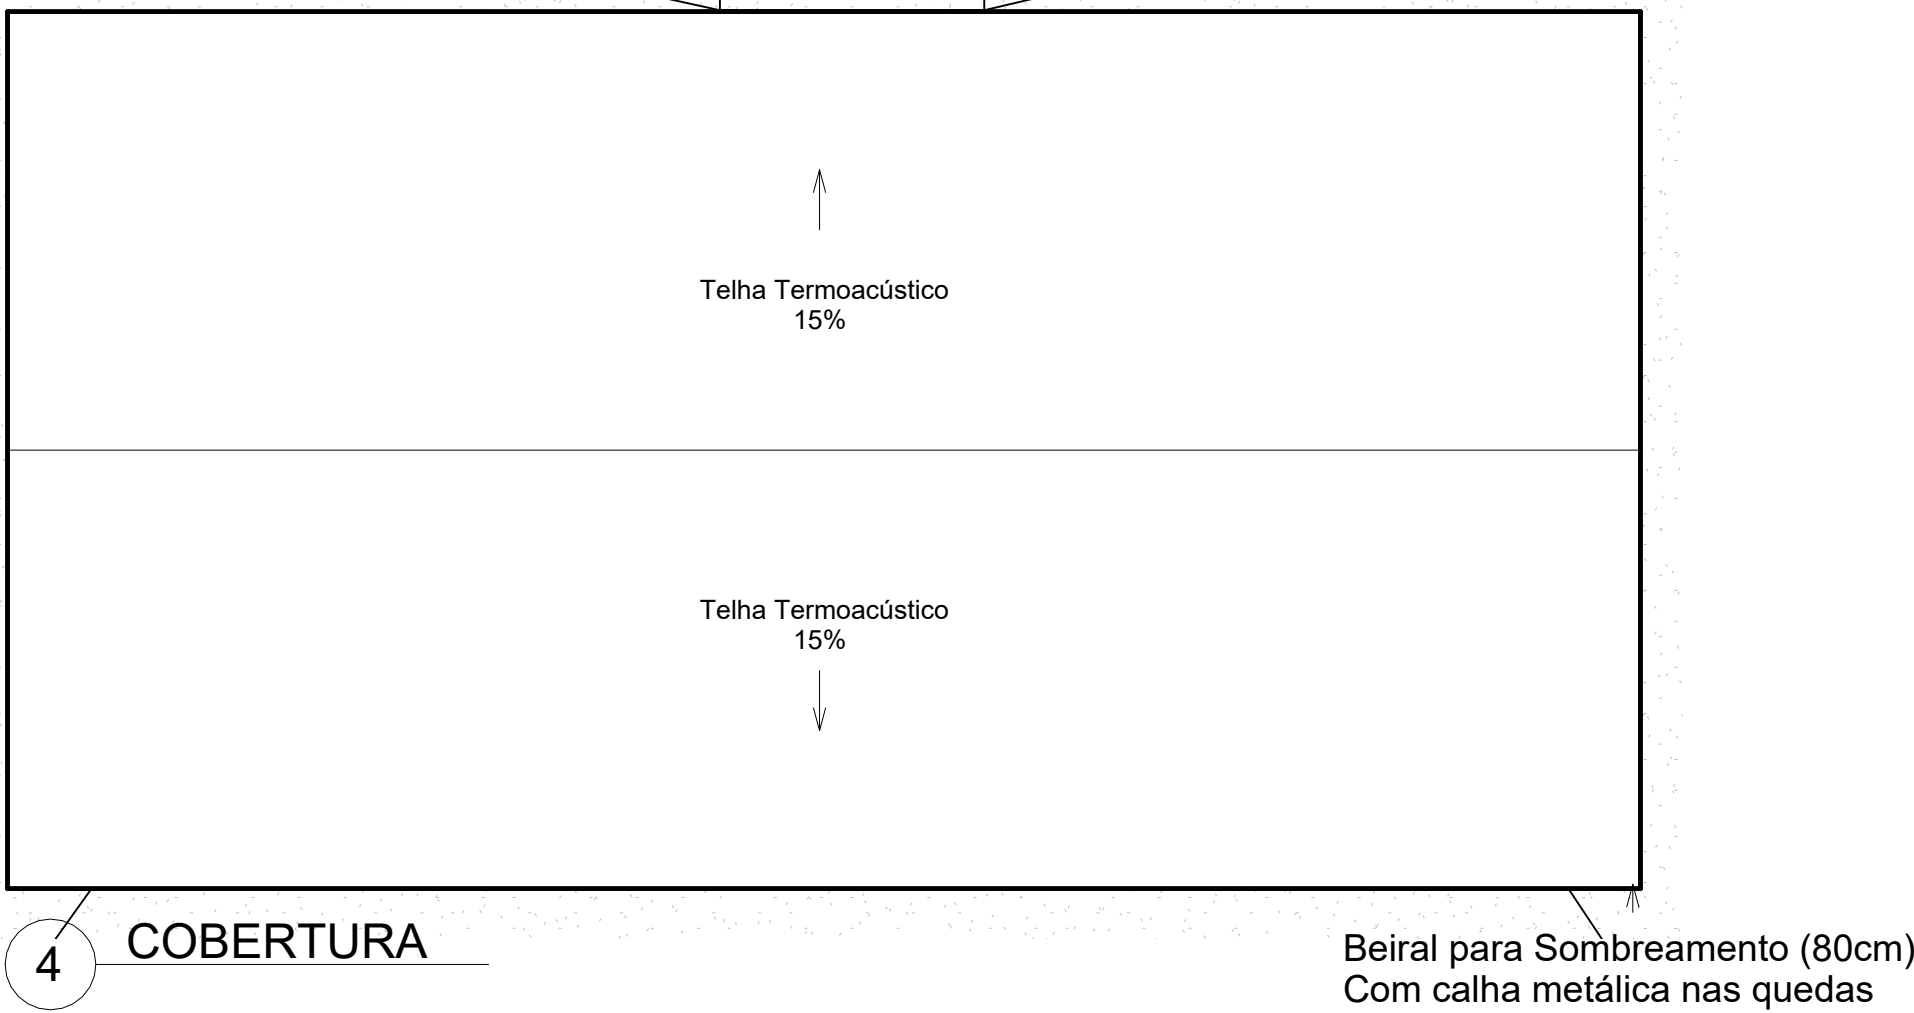 Telha Termoacústico
15%
Telha Termoacústico
15%
4
COBERTURA
Beiral para Sombreamento (80cm)
Com calha metálica nas quedas